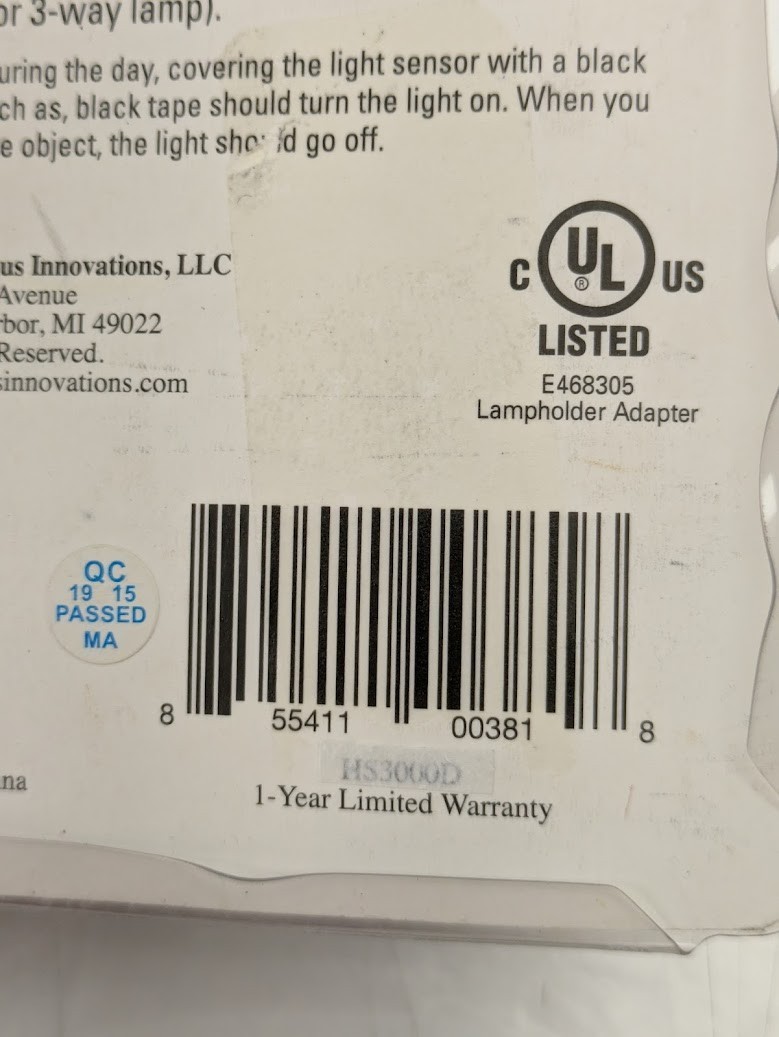 or 3-way lamp).
uring the day, covering the light sensor with a black
ch as, black tape should turn the light on. When you
e object, the light should go off.
us Innovations, LLC
Avenue
rbor, MI 49022
Reserved.
sinnovations.com
C UL ® US
LISTED
E468305
Lampholder Adapter
QC
19 15
PASSED
MA
8 55411 00381 8
HS3000D
1-Year Limited Warranty
na